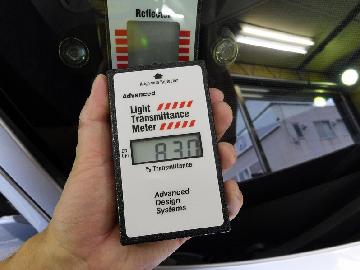 Reflector
Advanced
Light
Transmittance
Meter
83.0
% Transmittance
Advanced
Design
Systems